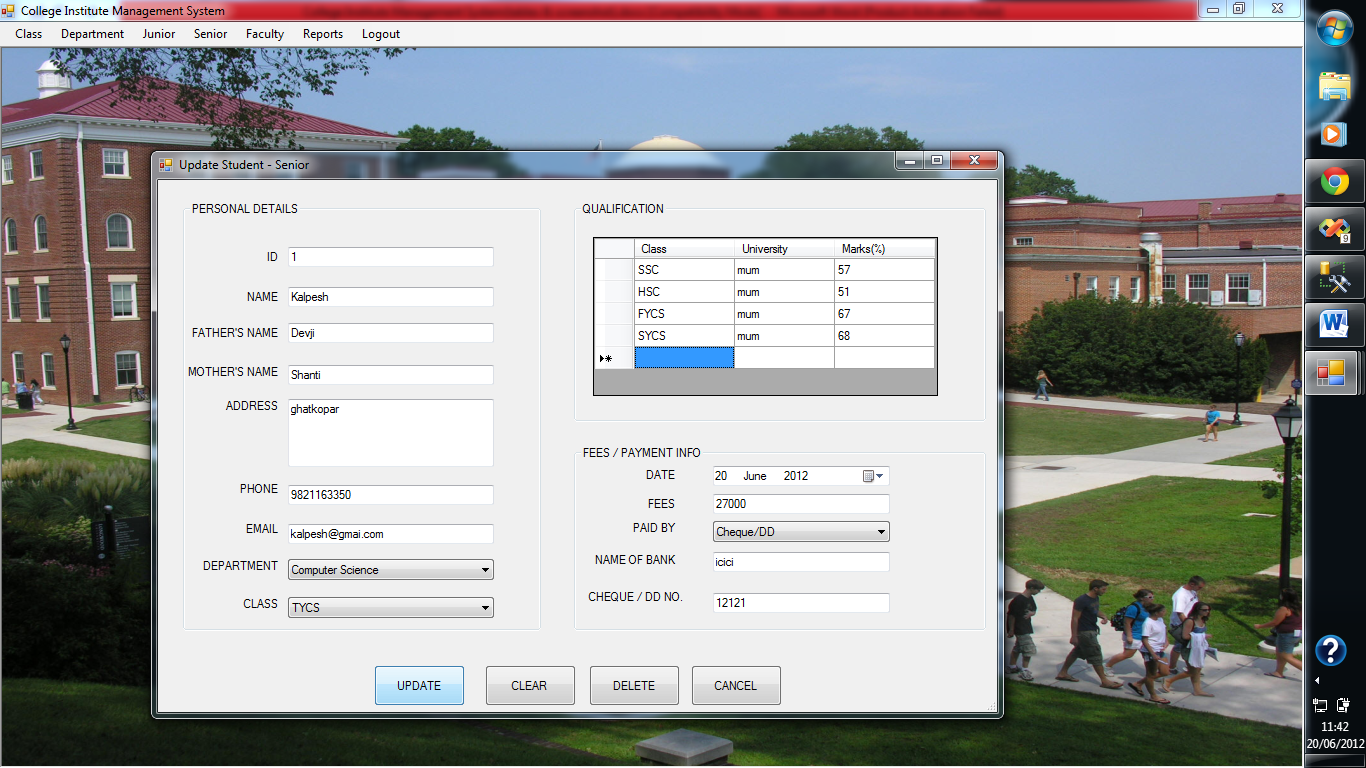 College Institute Management System
Class Department Junior Senior Faculty Reports Logout
Update Student - Senior
PERSONAL DETAILS
ID 1
NAME Kalpesh
FATHER'S NAME Devji
MOTHER'S NAME Shanti
ADDRESS ghatkopar
PHONE 9821163350
EMAIL kalpesh@gmai.com
DEPARTMENT Computer Science
CLASS TYCS
QUALIFICATION
Class University Marks(%)
SSC mum 57
HSC mum 51
FYCS mum 67
SYCS mum 68
FEES / PAYMENT INFO
DATE 20 June 2012
FEES 27000
PAID BY Cheque/DD
NAME OF BANK icici
CHEQUE / DD NO. 12121
UPDATE CLEAR DELETE CANCEL
9
W
?
11:42
20/06/2012